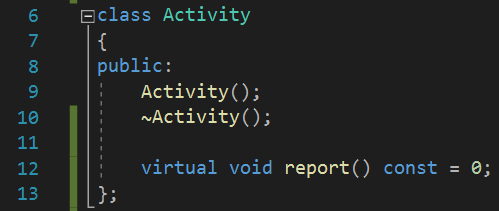 6 class Activity
7 {
8 public:
9 Activity();
10 ~Activity();
11
12 virtual void report() const = 0;
13 };